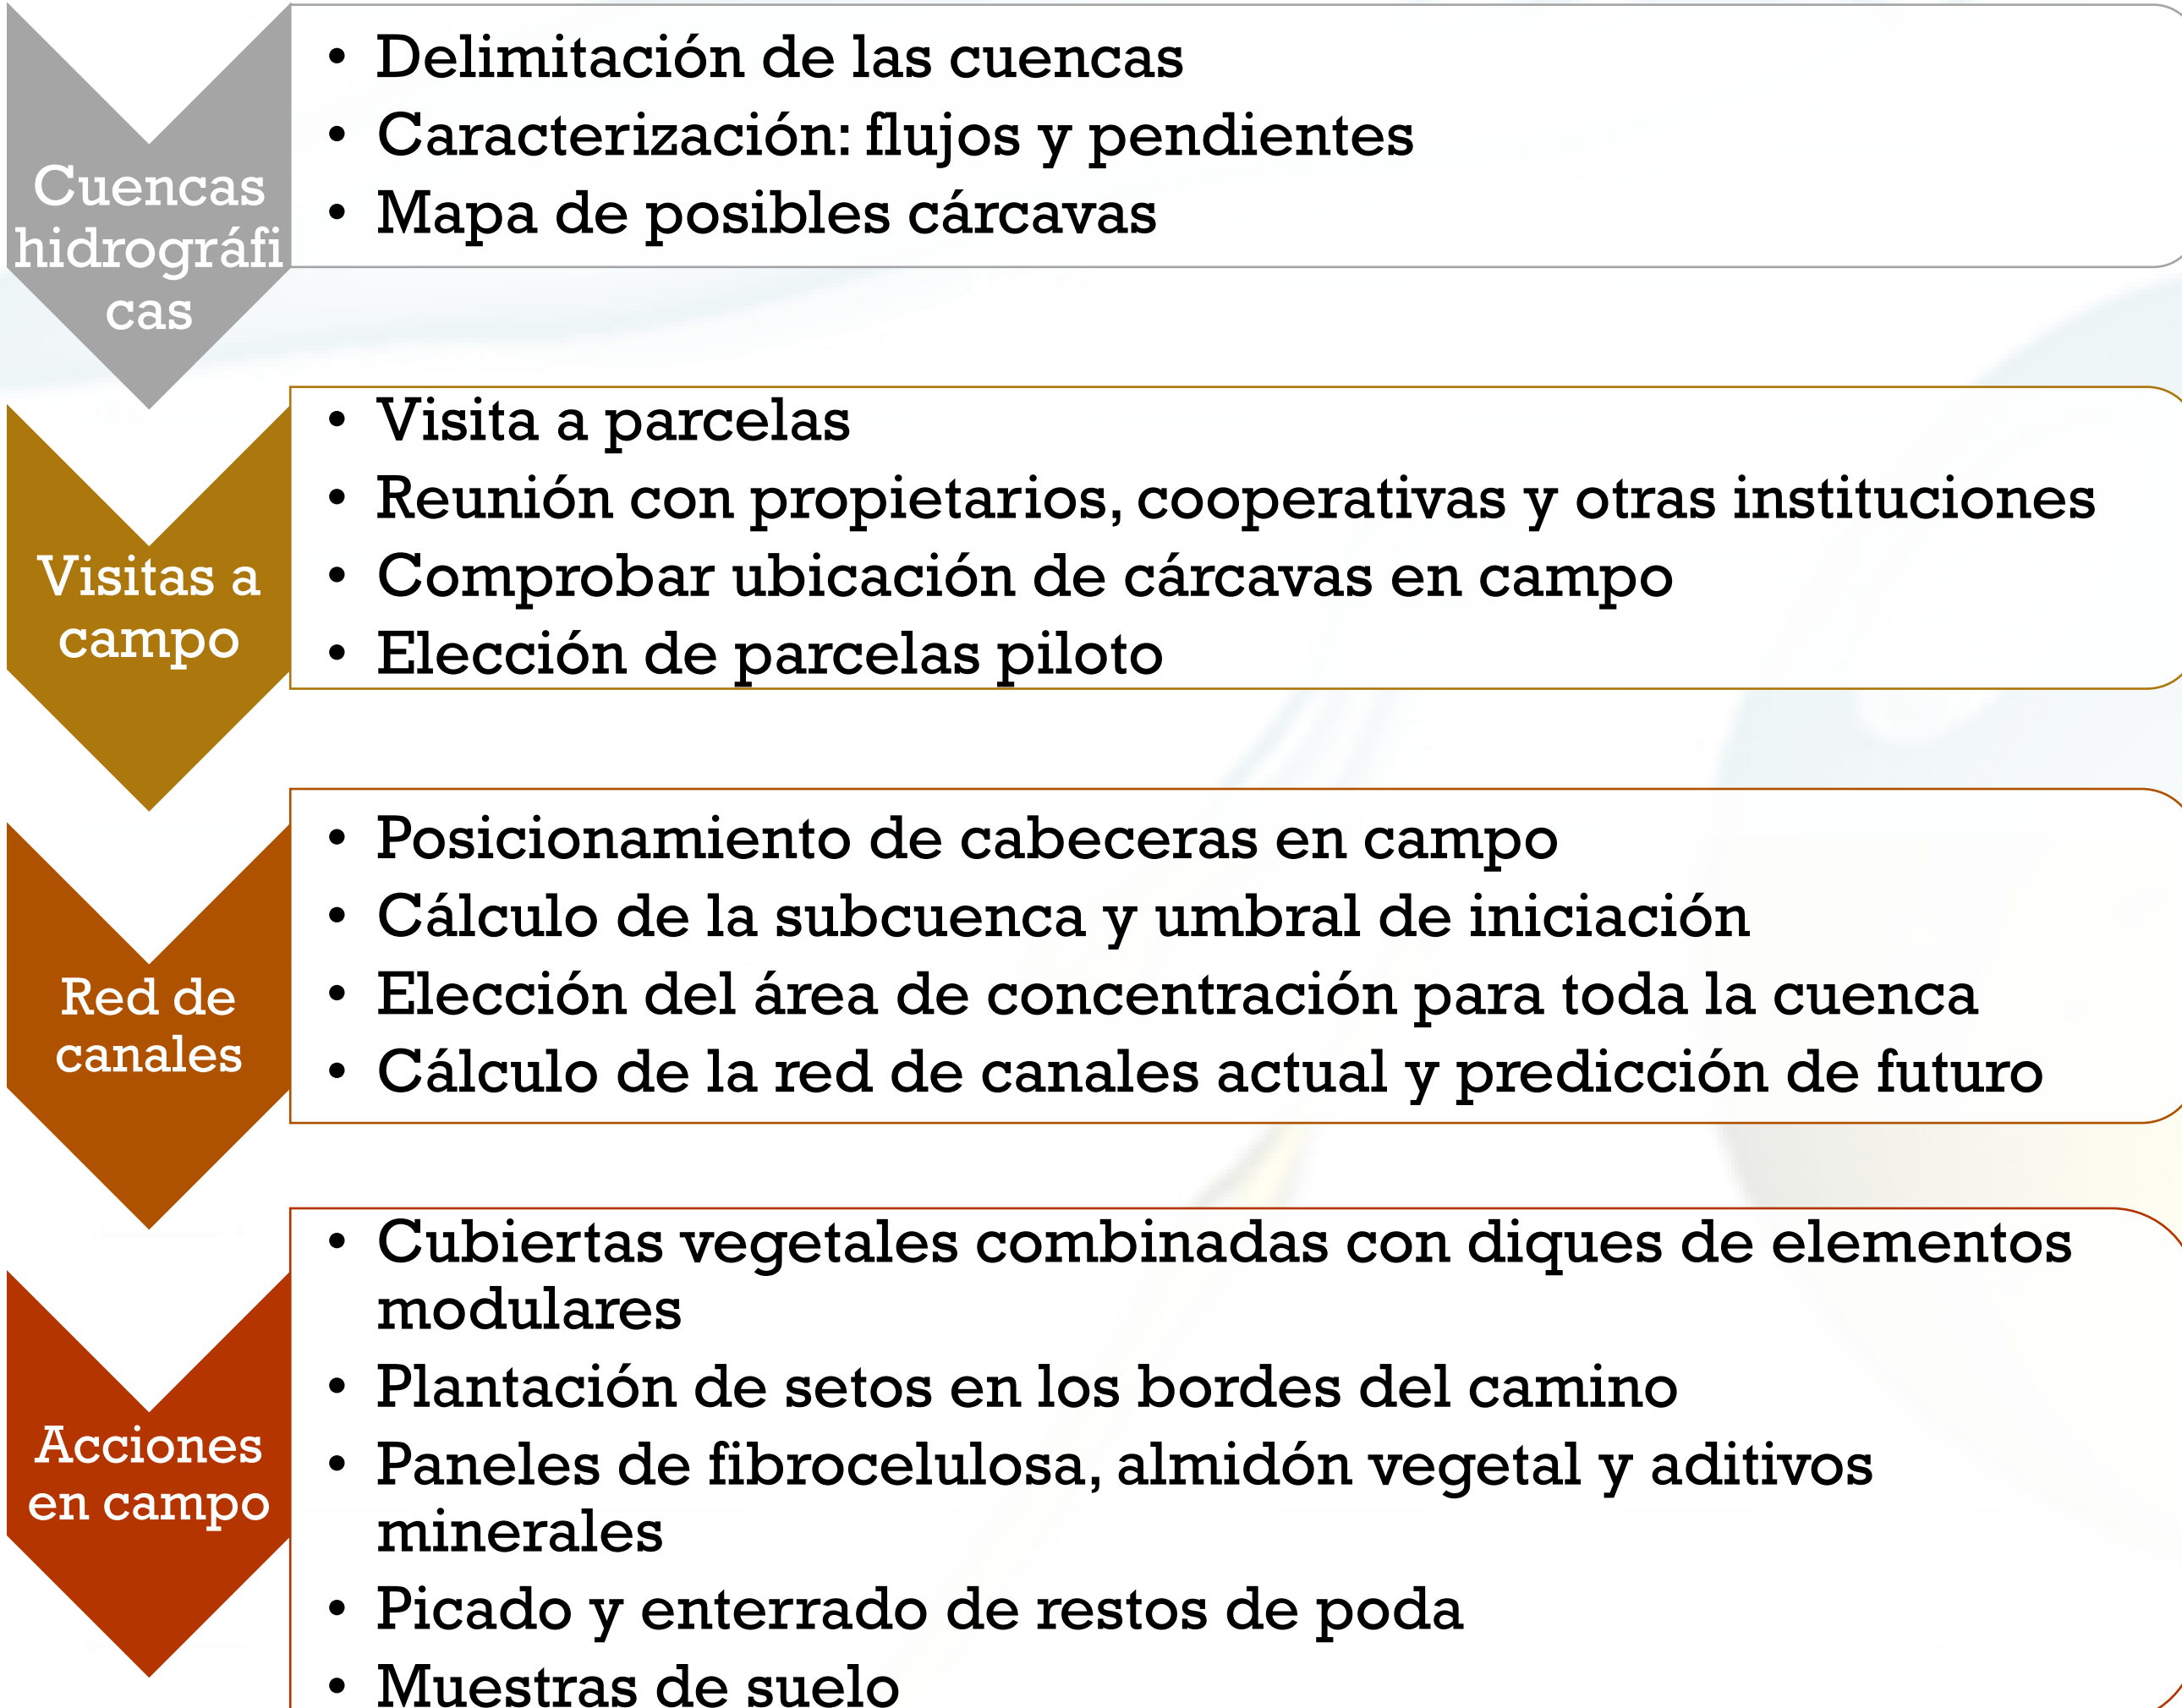 Cuencas
hidrográfi
cas
• Delimitación de las cuencas
• Caracterización: flujos y pendientes
• Mapa de posibles cárcavas
Visitas a
campo
• Visita a parcelas
• Reunión con propietarios, cooperativas y otras instituciones
• Comprobar ubicación de cárcavas en campo
• Elección de parcelas piloto
Red de
canales
• Posicionamiento de cabeceras en campo
• Cálculo de la subcuenca y umbral de iniciación
• Elección del área de concentración para toda la cuenca
• Cálculo de la red de canales actual y predicción de futuro
Acciones
en campo
• Cubiertas vegetales combinadas con diques de elementos
modulares
• Plantación de setos en los bordes del camino
• Paneles de fibrocelulosa, almidón vegetal y aditivos
minerales
• Picado y enterrado de restos de poda
• Muestras de suelo